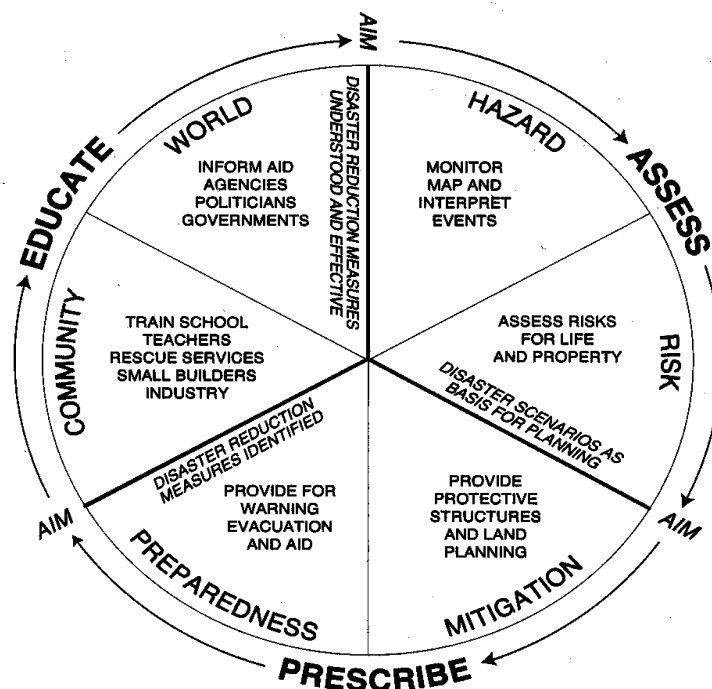 AIM
HAZARD
MONITOR
MAP AND
INTERPRET
EVENTS
ASSESS
RISK
ASSESS RISKS
FOR LIFE
AND PROPERTY
DISASTER SCENARIOS AS
BASIS FOR PLANNING
AIM
MITIGATION
PROVIDE
PROTECTIVE
STRUCTURES
AND LAND
PLANNING
PRESCRIBE
PREPAREDNESS
PROVIDE FOR
WARNING
EVACUATION
AND AID
DISASTER REDUCTION
MEASURES IDENTIFIED
AIM
COMMUNITY
TRAIN SCHOOL
TEACHERS
RESCUE SERVICES
SMALL BUILDERS
INDUSTRY
EDUCATE
WORLD
INFORM AID
AGENCIES
POLITICIANS
GOVERNMENTS
DISASTER REDUCTION MEASURES
UNDERSTOOD AND EFFECTIVE